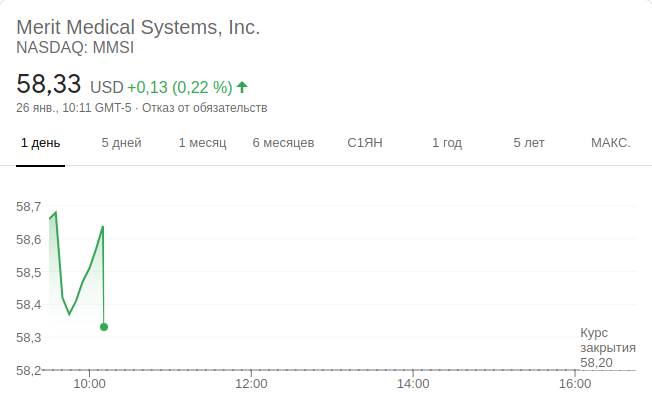 Merit Medical Systems, Inc.
NASDAQ: MMSI
58,33 USD +0,13 (0,22 %)
26 янв., 10:11 GMT-5 · Отказ от обязательств
1 день 5 дней 1 месяц 6 месяцев С1ЯН 1 год 5 лет МАКС.
58,7
58,6
58,5
58,4
58,3
58,2
Курс
закрытия
58,20
10:00 12:00 14:00 16:00